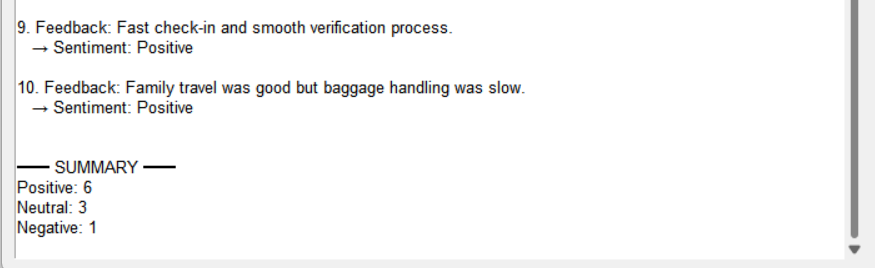 9. Feedback: Fast check-in and smooth verification process.
→ Sentiment: Positive
10. Feedback: Family travel was good but baggage handling was slow.
→ Sentiment: Positive
—— SUMMARY ——
Positive: 6
Neutral: 3
Negative: 1